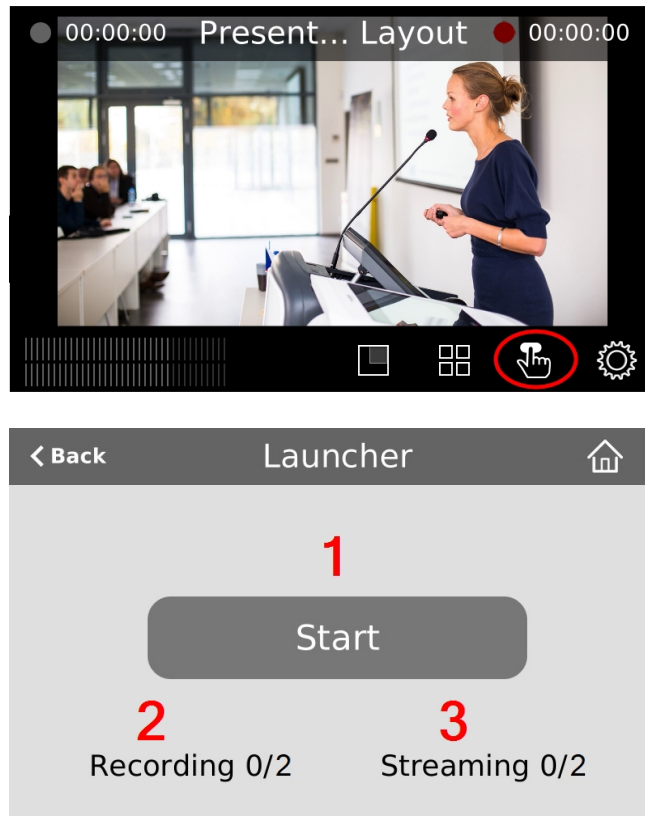 00:00:00 Present... Layout 00:00:00
Back Launcher
1
Start
2 3
Recording 0/2 Streaming 0/2